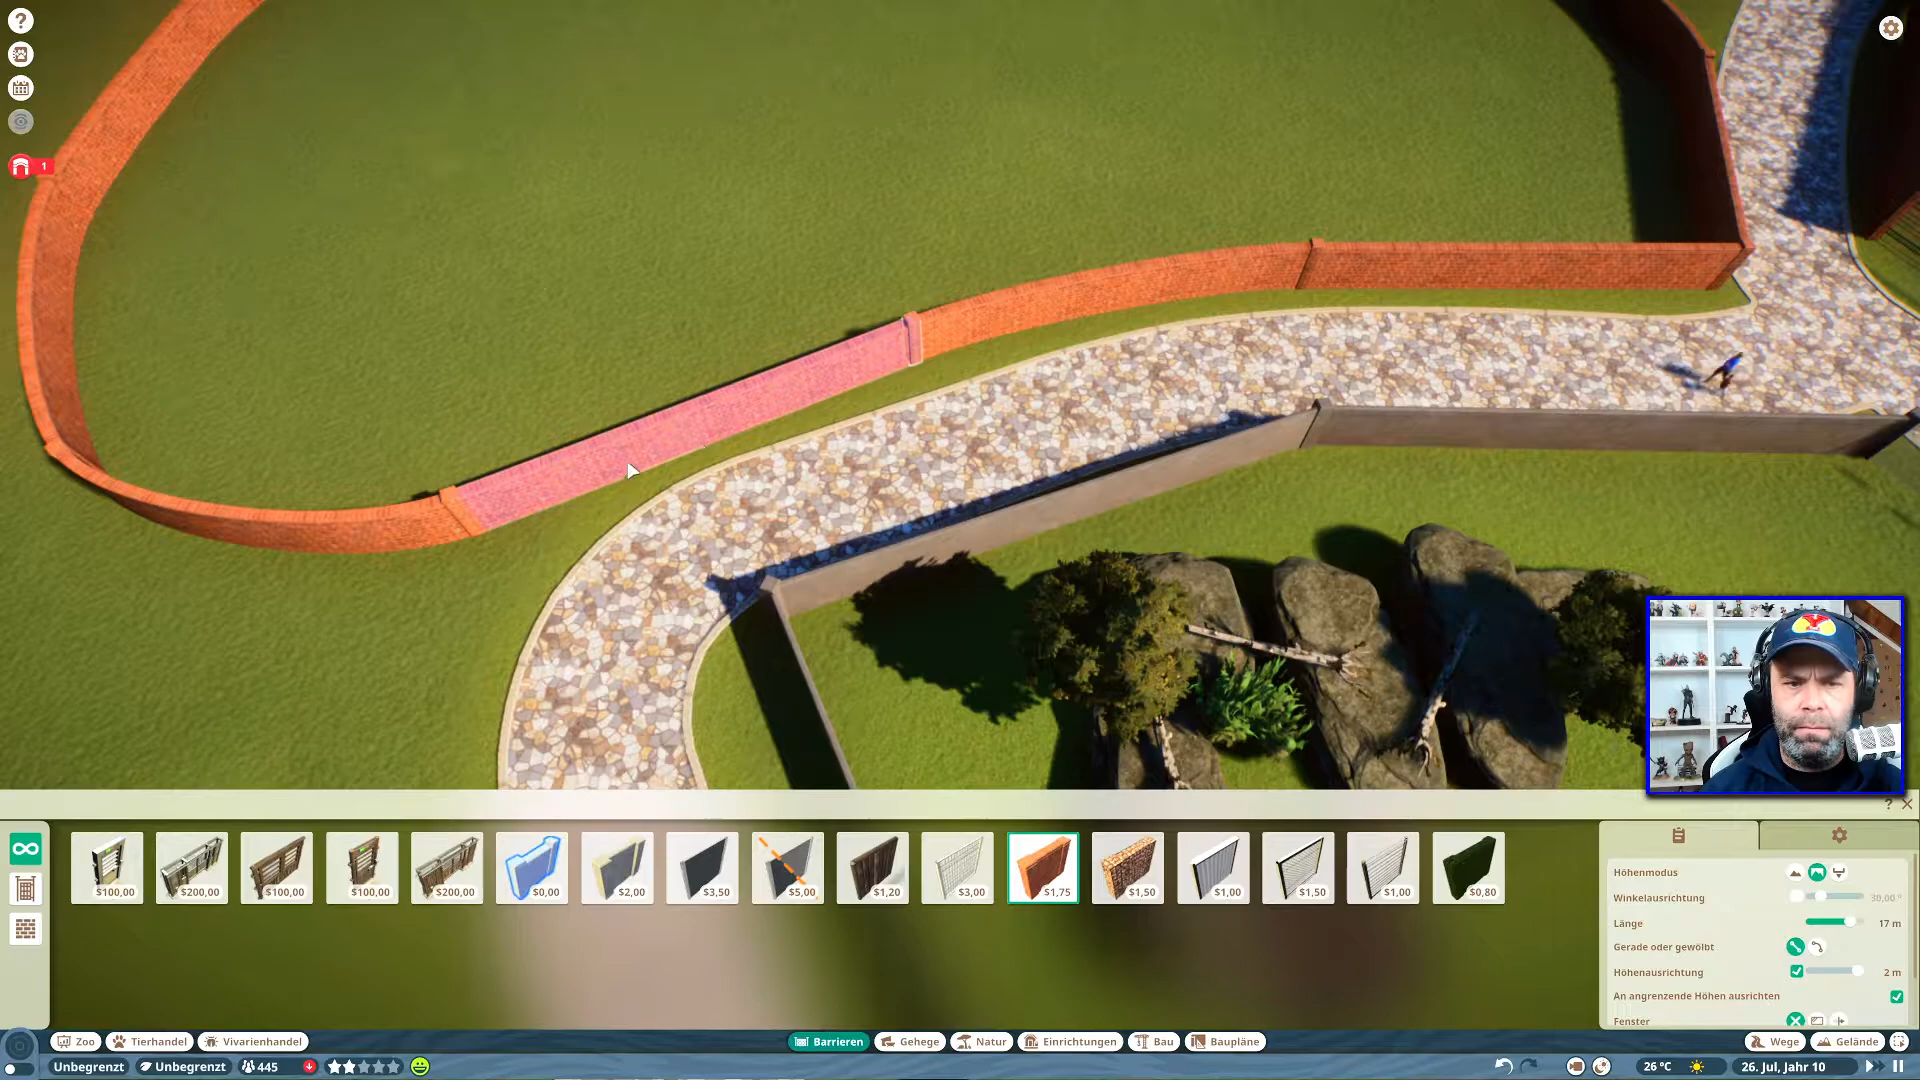 ?
1
? ×
$100,00 $200,00 $100,00 $100,00 $200,00 $0,00 $2,00 $3,50 $5,00 $1,20 $3,00 $1,75 $1,50 $1,00 $1,50 $1,00 $0,80
Höhenmodus
Winkelausrichtung 30,00 °
Länge 17 m
Gerade oder gewölbt
Höhenausrichtung 2 m
An angrenzende Höhen ausrichten
Fenster
Zoo Tierhandel Vivarienhandel Barrieren Gehege Natur Einrichtungen Bau Baupläne Wege Gelände
Unbegrenzt Unbegrenzt 445 26 °C 26. Jul, Jahr 10